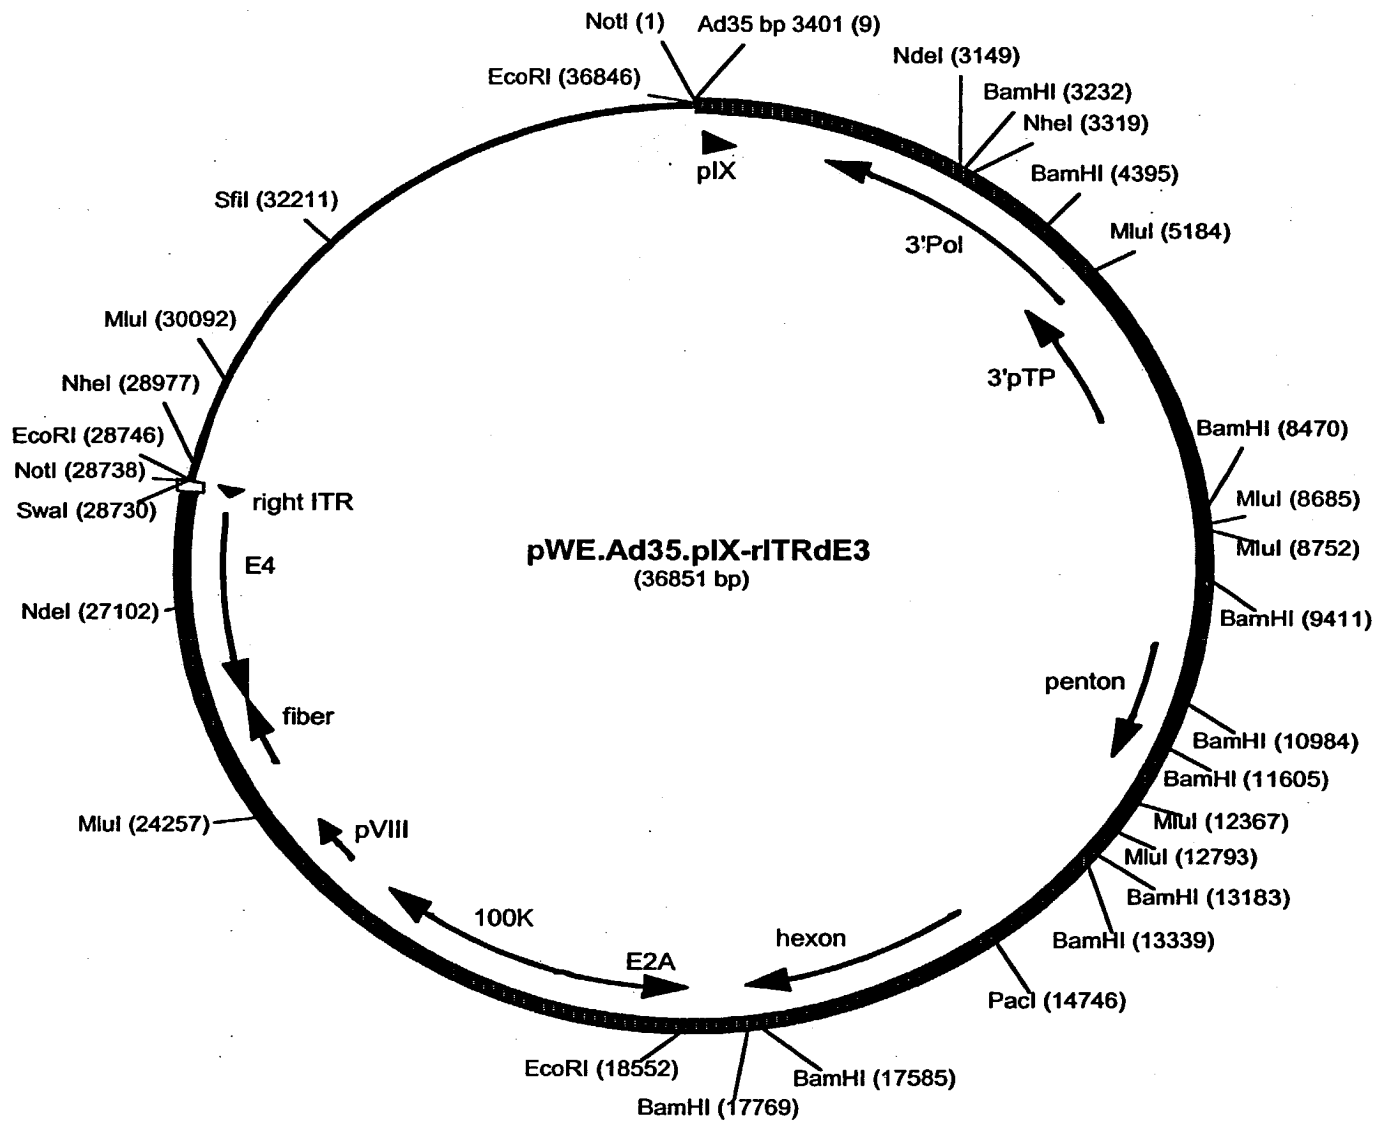 NotI (1)
Ad35 bp 3401 (9)
EcoRI (36846)
NdeI (3149)
BamHI (3232)
NheI (3319)
BamHI (4395)
MluI (5184)
pIX
3'Pol
3'pTP
SfiI (32211)
MluI (30092)
NheI (28977)
EcoRI (28746)
NotI (28738)
SwaI (28730)
right ITR
E4
NdeI (27102)
pWE.Ad35.pIX-rITRdE3
(36851 bp)
BamHI (8470)
MluI (8685)
MluI (8752)
BamHI (9411)
penton
BamHI (10984)
BamHI (11605)
MluI (12367)
MluI (12793)
BamHI (13183)
BamHI (13339)
fiber
MluI (24257)
pVIII
100K
E2A
hexon
PacI (14746)
EcoRI (18552)
BamHI (17585)
BamHI (17769)